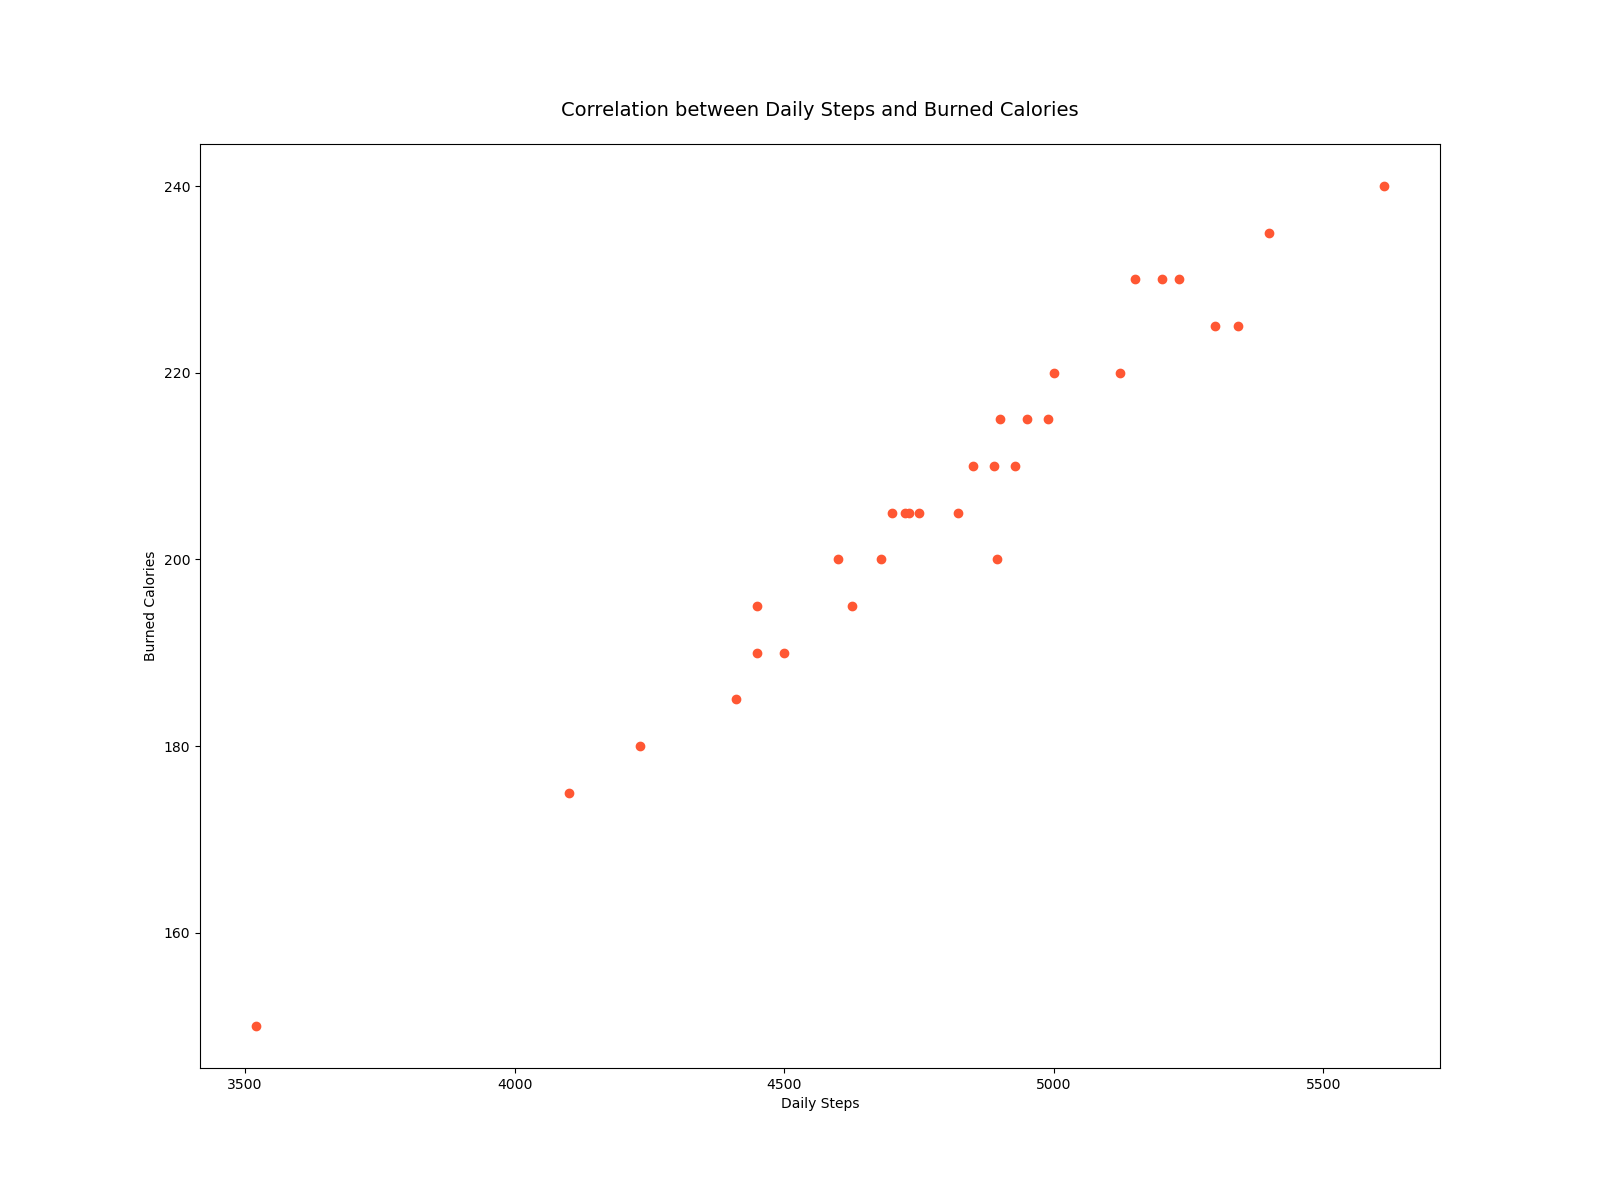 Correlation between Daily Steps and Burned Calories
240
220
200
180
160
Burned Calories
3500 4000 4500 5000 5500
Daily Steps